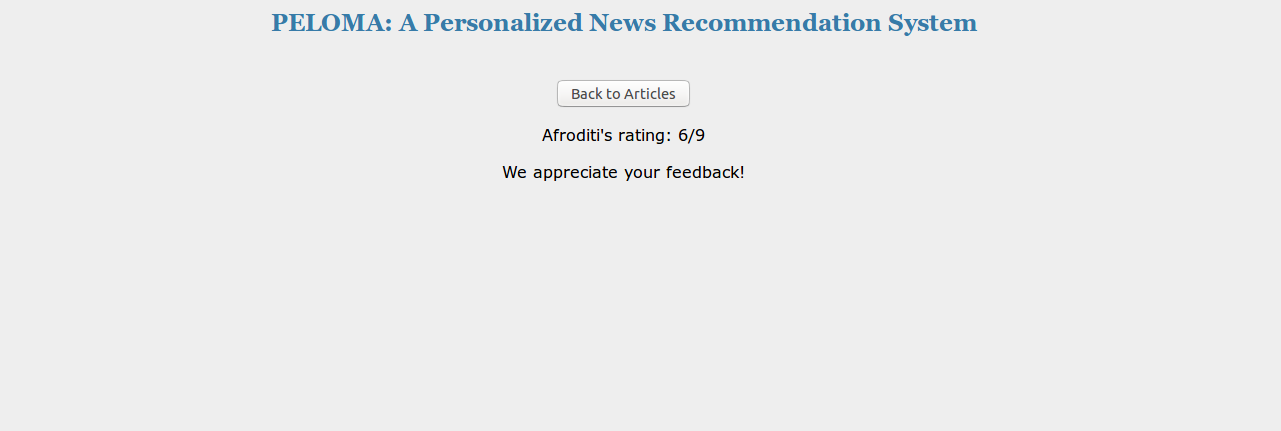 PELOMA: A Personalized News Recommendation System
Back to Articles
Afroditi's rating: 6/9
We appreciate your feedback!